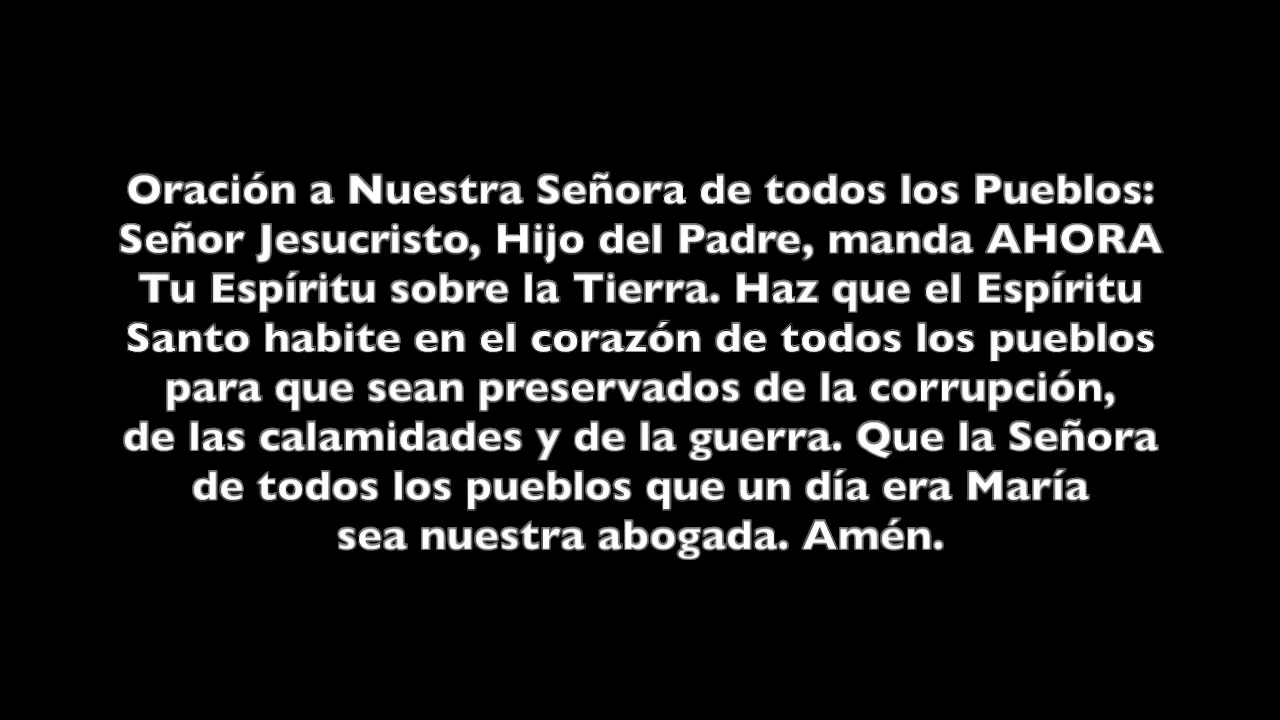 Oración a Nuestra Señora de todos los Pueblos:
Señor Jesucristo, Hijo del Padre, manda AHORA
Tu Espíritu sobre la Tierra. Haz que el Espíritu
Santo habite en el corazón de todos los pueblos
para que sean preservados de la corrupción,
de las calamidades y de la guerra. Que la Señora
de todos los pueblos que un día era María
sea nuestra abogada. Amén.